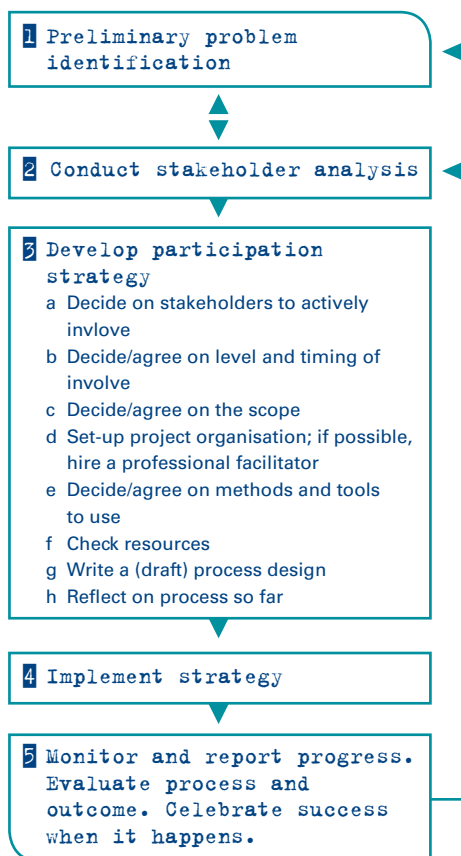 1 Preliminary problem
identification
2 Conduct stakeholder analysis
3 Develop participation
strategy
a Decide on stakeholders to actively
invlove
b Decide/agree on level and timing of
involve
c Decide/agree on the scope
d Set-up project organisation; if possible,
hire a professional facilitator
e Decide/agree on methods and tools
to use
f Check resources
g Write a (draft) process design
h Reflect on process so far
4 Implement strategy
5 Monitor and report progress.
Evaluate process and
outcome. Celebrate success
when it happens.